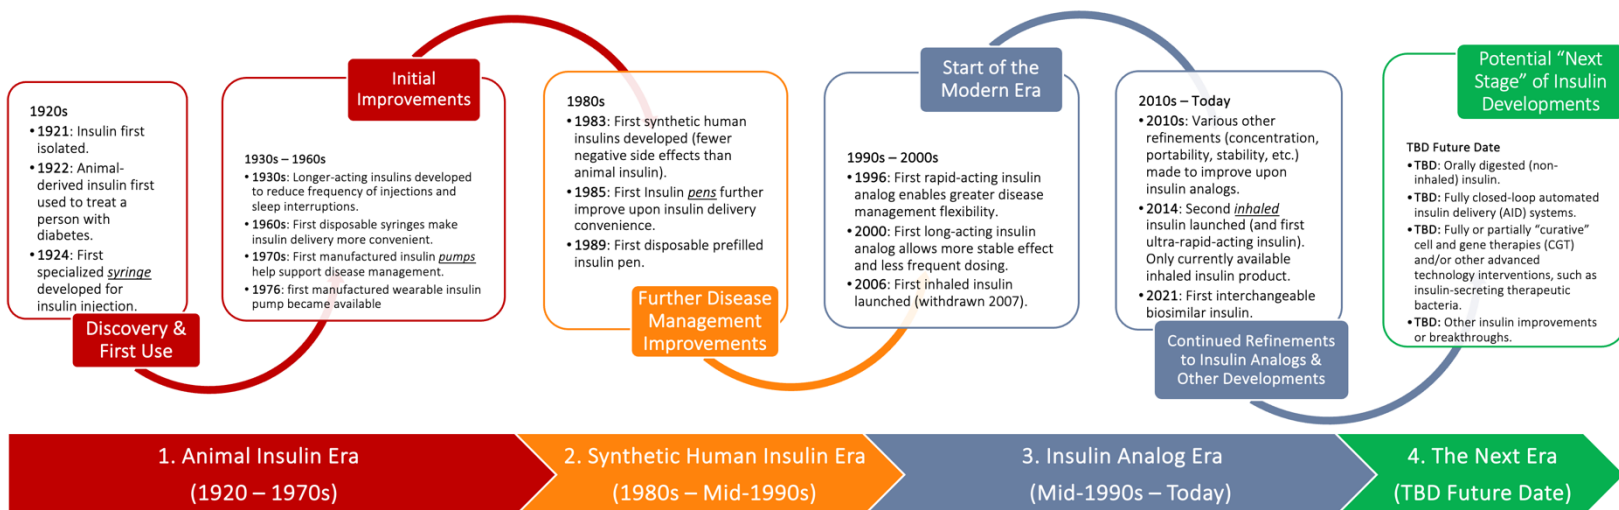 1920s
• 1921: Insulin first
isolated.
• 1922: Animal-
derived insulin first
used to treat a
person with
diabetes.
• 1924: First
specialized syringe
developed for
insulin injection.
Discovery &
First Use
Initial
Improvements
1930s – 1960s
• 1930s: Longer-acting insulins developed
to reduce frequency of injections and
sleep interruptions.
• 1960s: First disposable syringes make
insulin delivery more convenient.
• 1970s: First manufactured insulin pumps
help support disease management.
• 1976: first manufactured wearable insulin
pump became available
1980s
• 1983: First synthetic human
insulins developed (fewer
negative side effects than
animal insulin).
• 1985: First Insulin pens further
improve upon insulin delivery
convenience.
• 1989: First disposable prefilled
insulin pen.
Further Disease
Management
Improvements
Start of the
Modern Era
1990s – 2000s
• 1996: First rapid-acting insulin
analog enables greater disease
management flexibility.
• 2000: First long-acting insulin
analog allows more stable effect
and less frequent dosing.
• 2006: First inhaled insulin
launched (withdrawn 2007).
2010s – Today
• 2010s: Various other
refinements (concentration,
portability, stability, etc.)
made to improve upon
insulin analogs.
• 2014: Second inhaled
insulin launched (and first
ultra-rapid-acting insulin).
Only currently available
inhaled insulin product.
• 2021: First interchangeable
biosimilar insulin.
Continued Refinements
to Insulin Analogs &
Other Developments
Potential “Next
Stage” of Insulin
Developments
TBD Future Date
• TBD: Orally digested (non-
inhaled) insulin.
• TBD: Fully closed-loop automated
insulin delivery (AID) systems.
• TBD: Fully or partially “curative”
cell and gene therapies (CGT)
and/or other advanced
technology interventions, such as
insulin-secreting therapeutic
bacteria.
• TBD: Other insulin improvements
or breakthroughs.
1. Animal Insulin Era
(1920 – 1970s)
2. Synthetic Human Insulin Era
(1980s – Mid-1990s)
3. Insulin Analog Era
(Mid-1990s – Today)
4. The Next Era
(TBD Future Date)